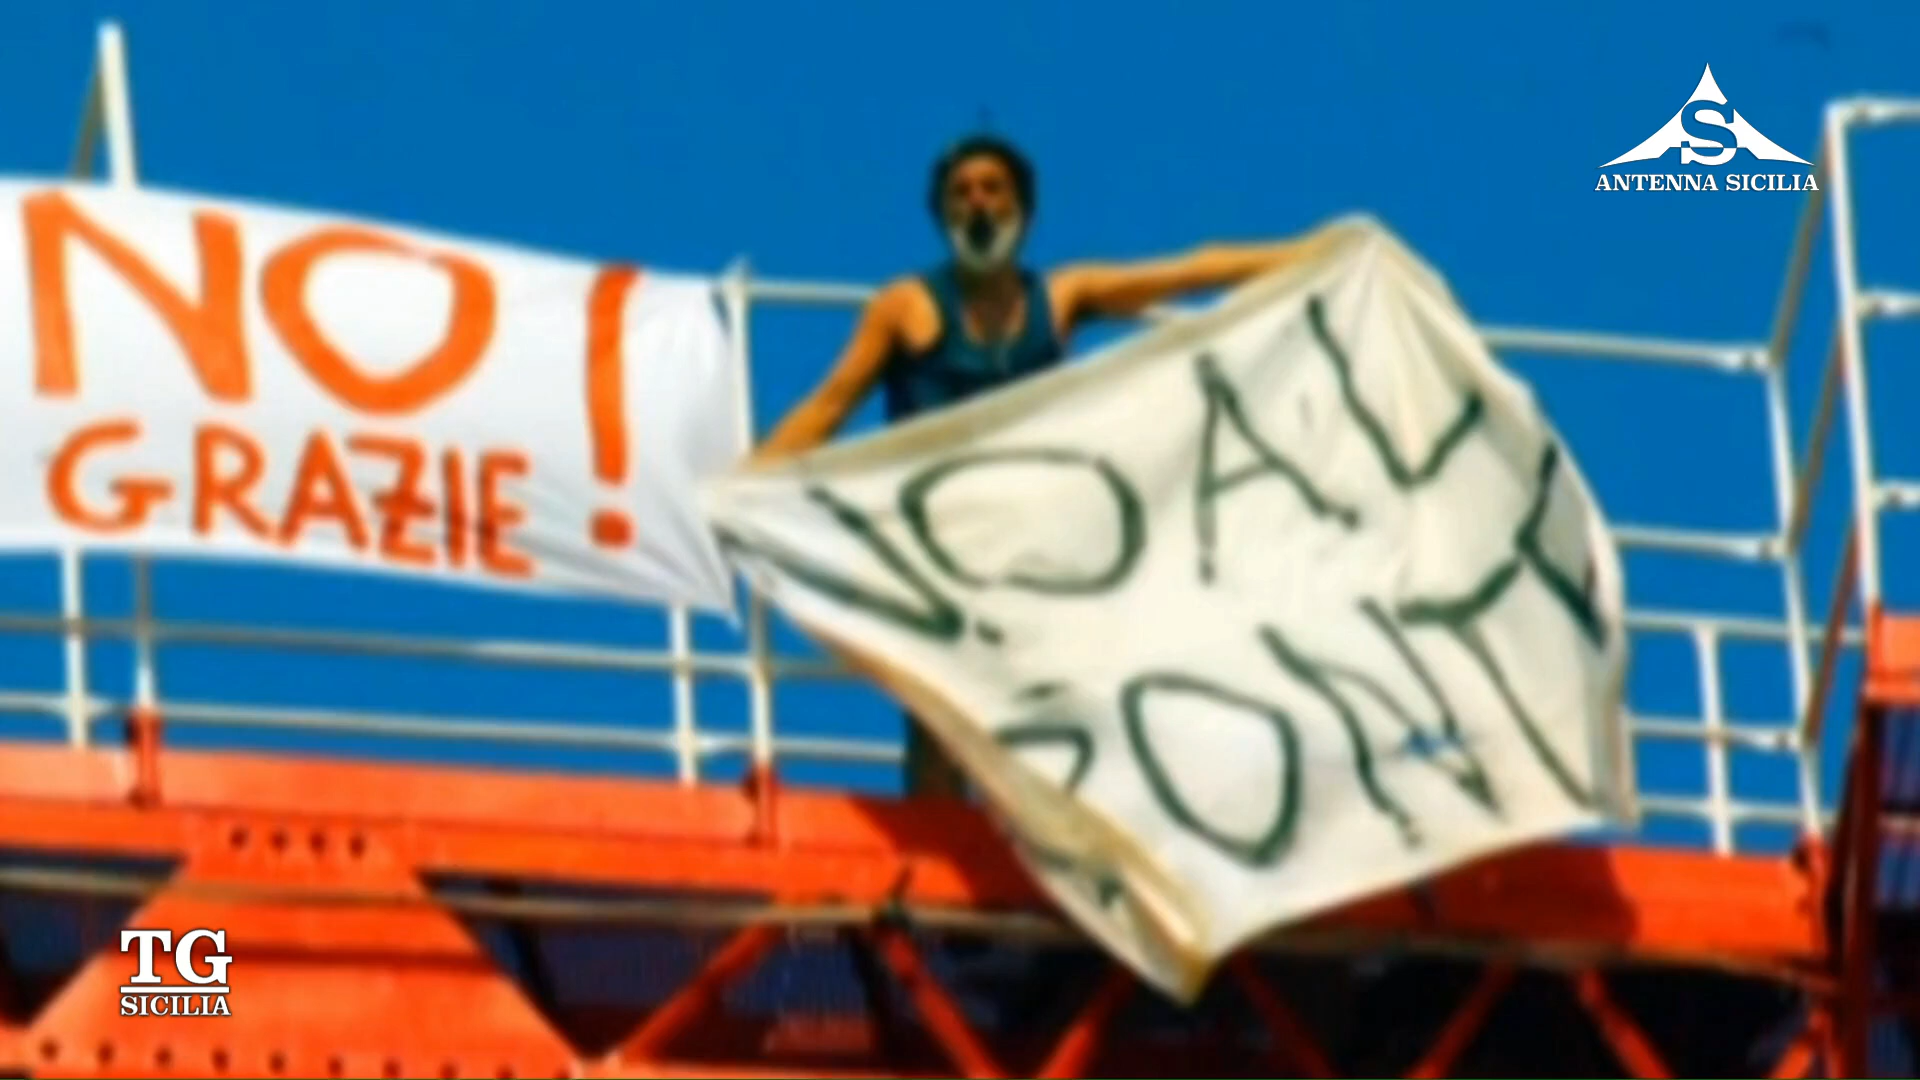 NO!
GRAZIE
NO AL
PONTE
S
ANTENNA SICILIA
TG
SICILIA